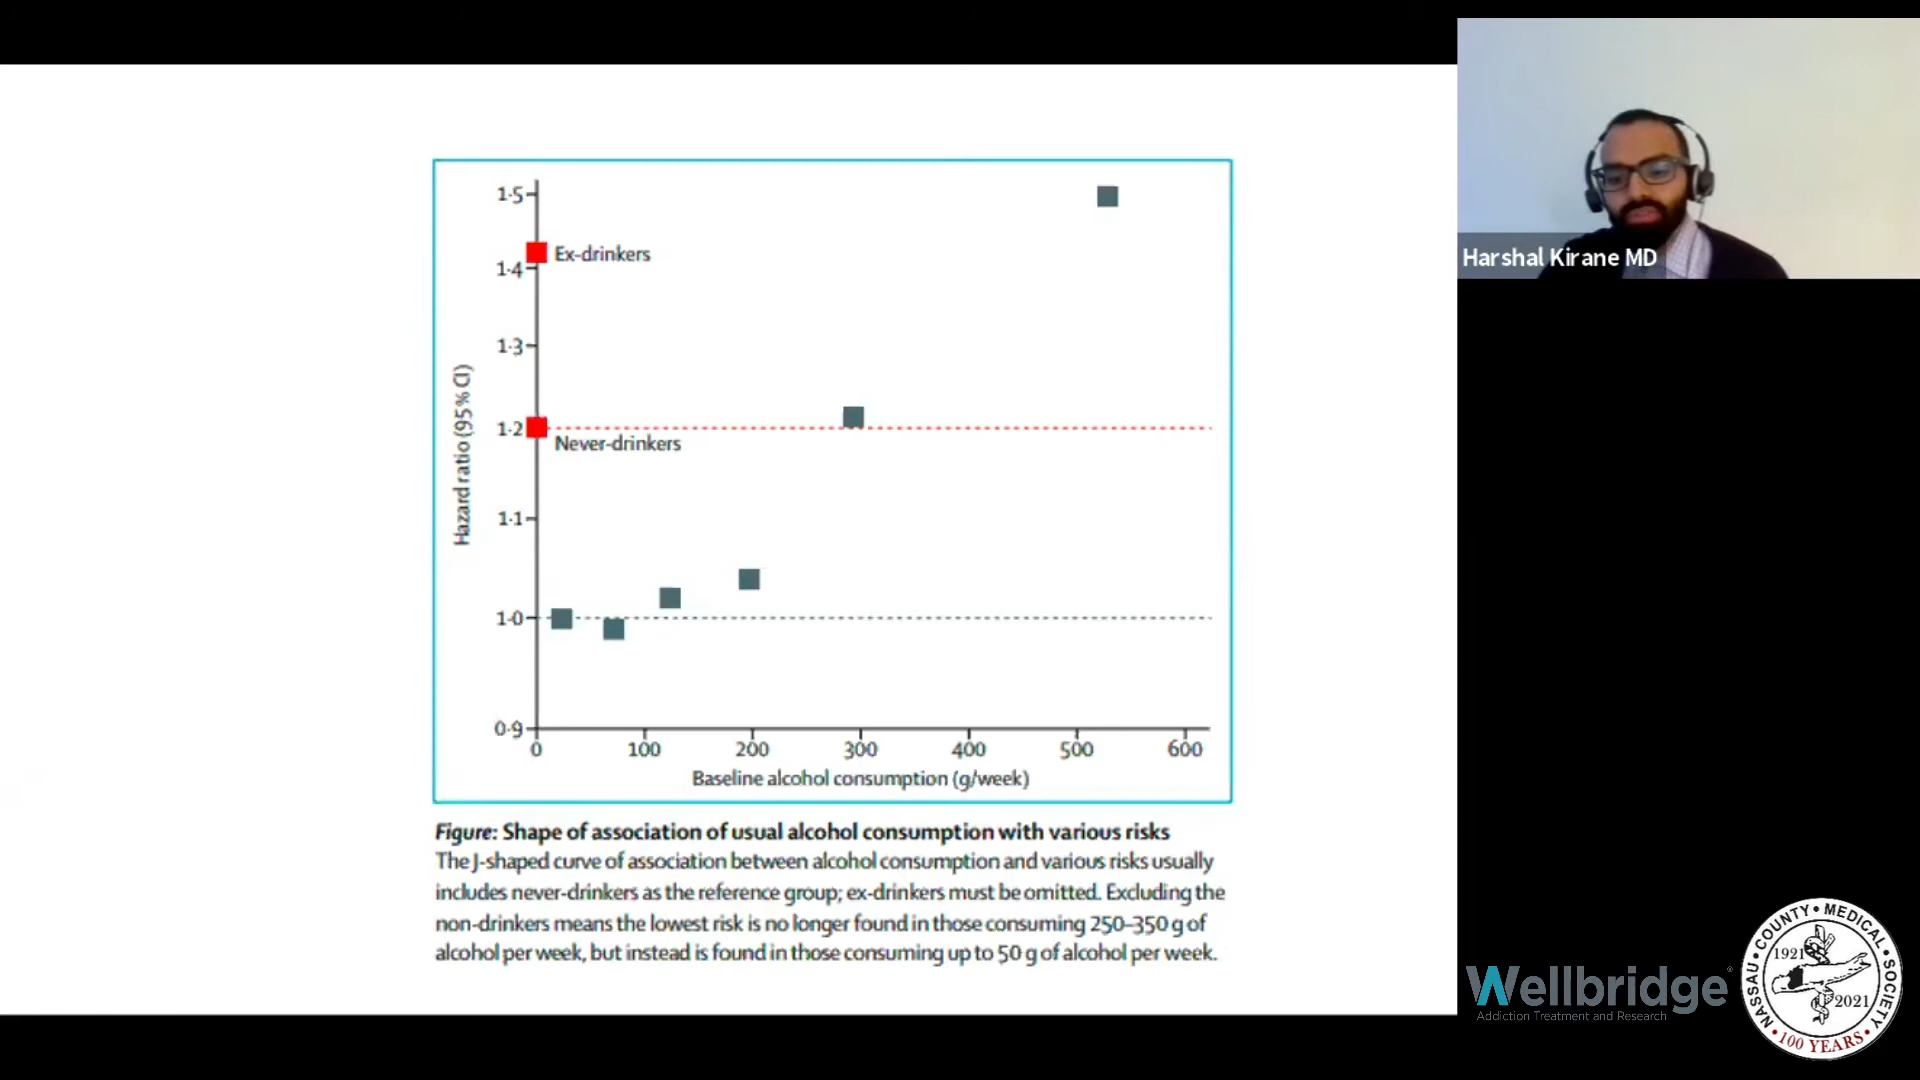 1·5
Ex-drinkers
1·4
1·3
Hazard ratio (95% CI)
1·2
Never-drinkers
1·1
1·0
0·9
0 100 200 300 400 500 600
Baseline alcohol consumption (g/week)
Figure: Shape of association of usual alcohol consumption with various risks
The J-shaped curve of association between alcohol consumption and various risks usually
includes never-drinkers as the reference group; ex-drinkers must be omitted. Excluding the
non-drinkers means the lowest risk is no longer found in those consuming 250–350 g of
alcohol per week, but instead is found in those consuming up to 50 g of alcohol per week.
Harshal Kirane MD
Wellbridge
Addiction Treatment and Research
NASSAU • COUNTY • MEDICAL • SOCIETY
1921
2021
• 100 YEARS •